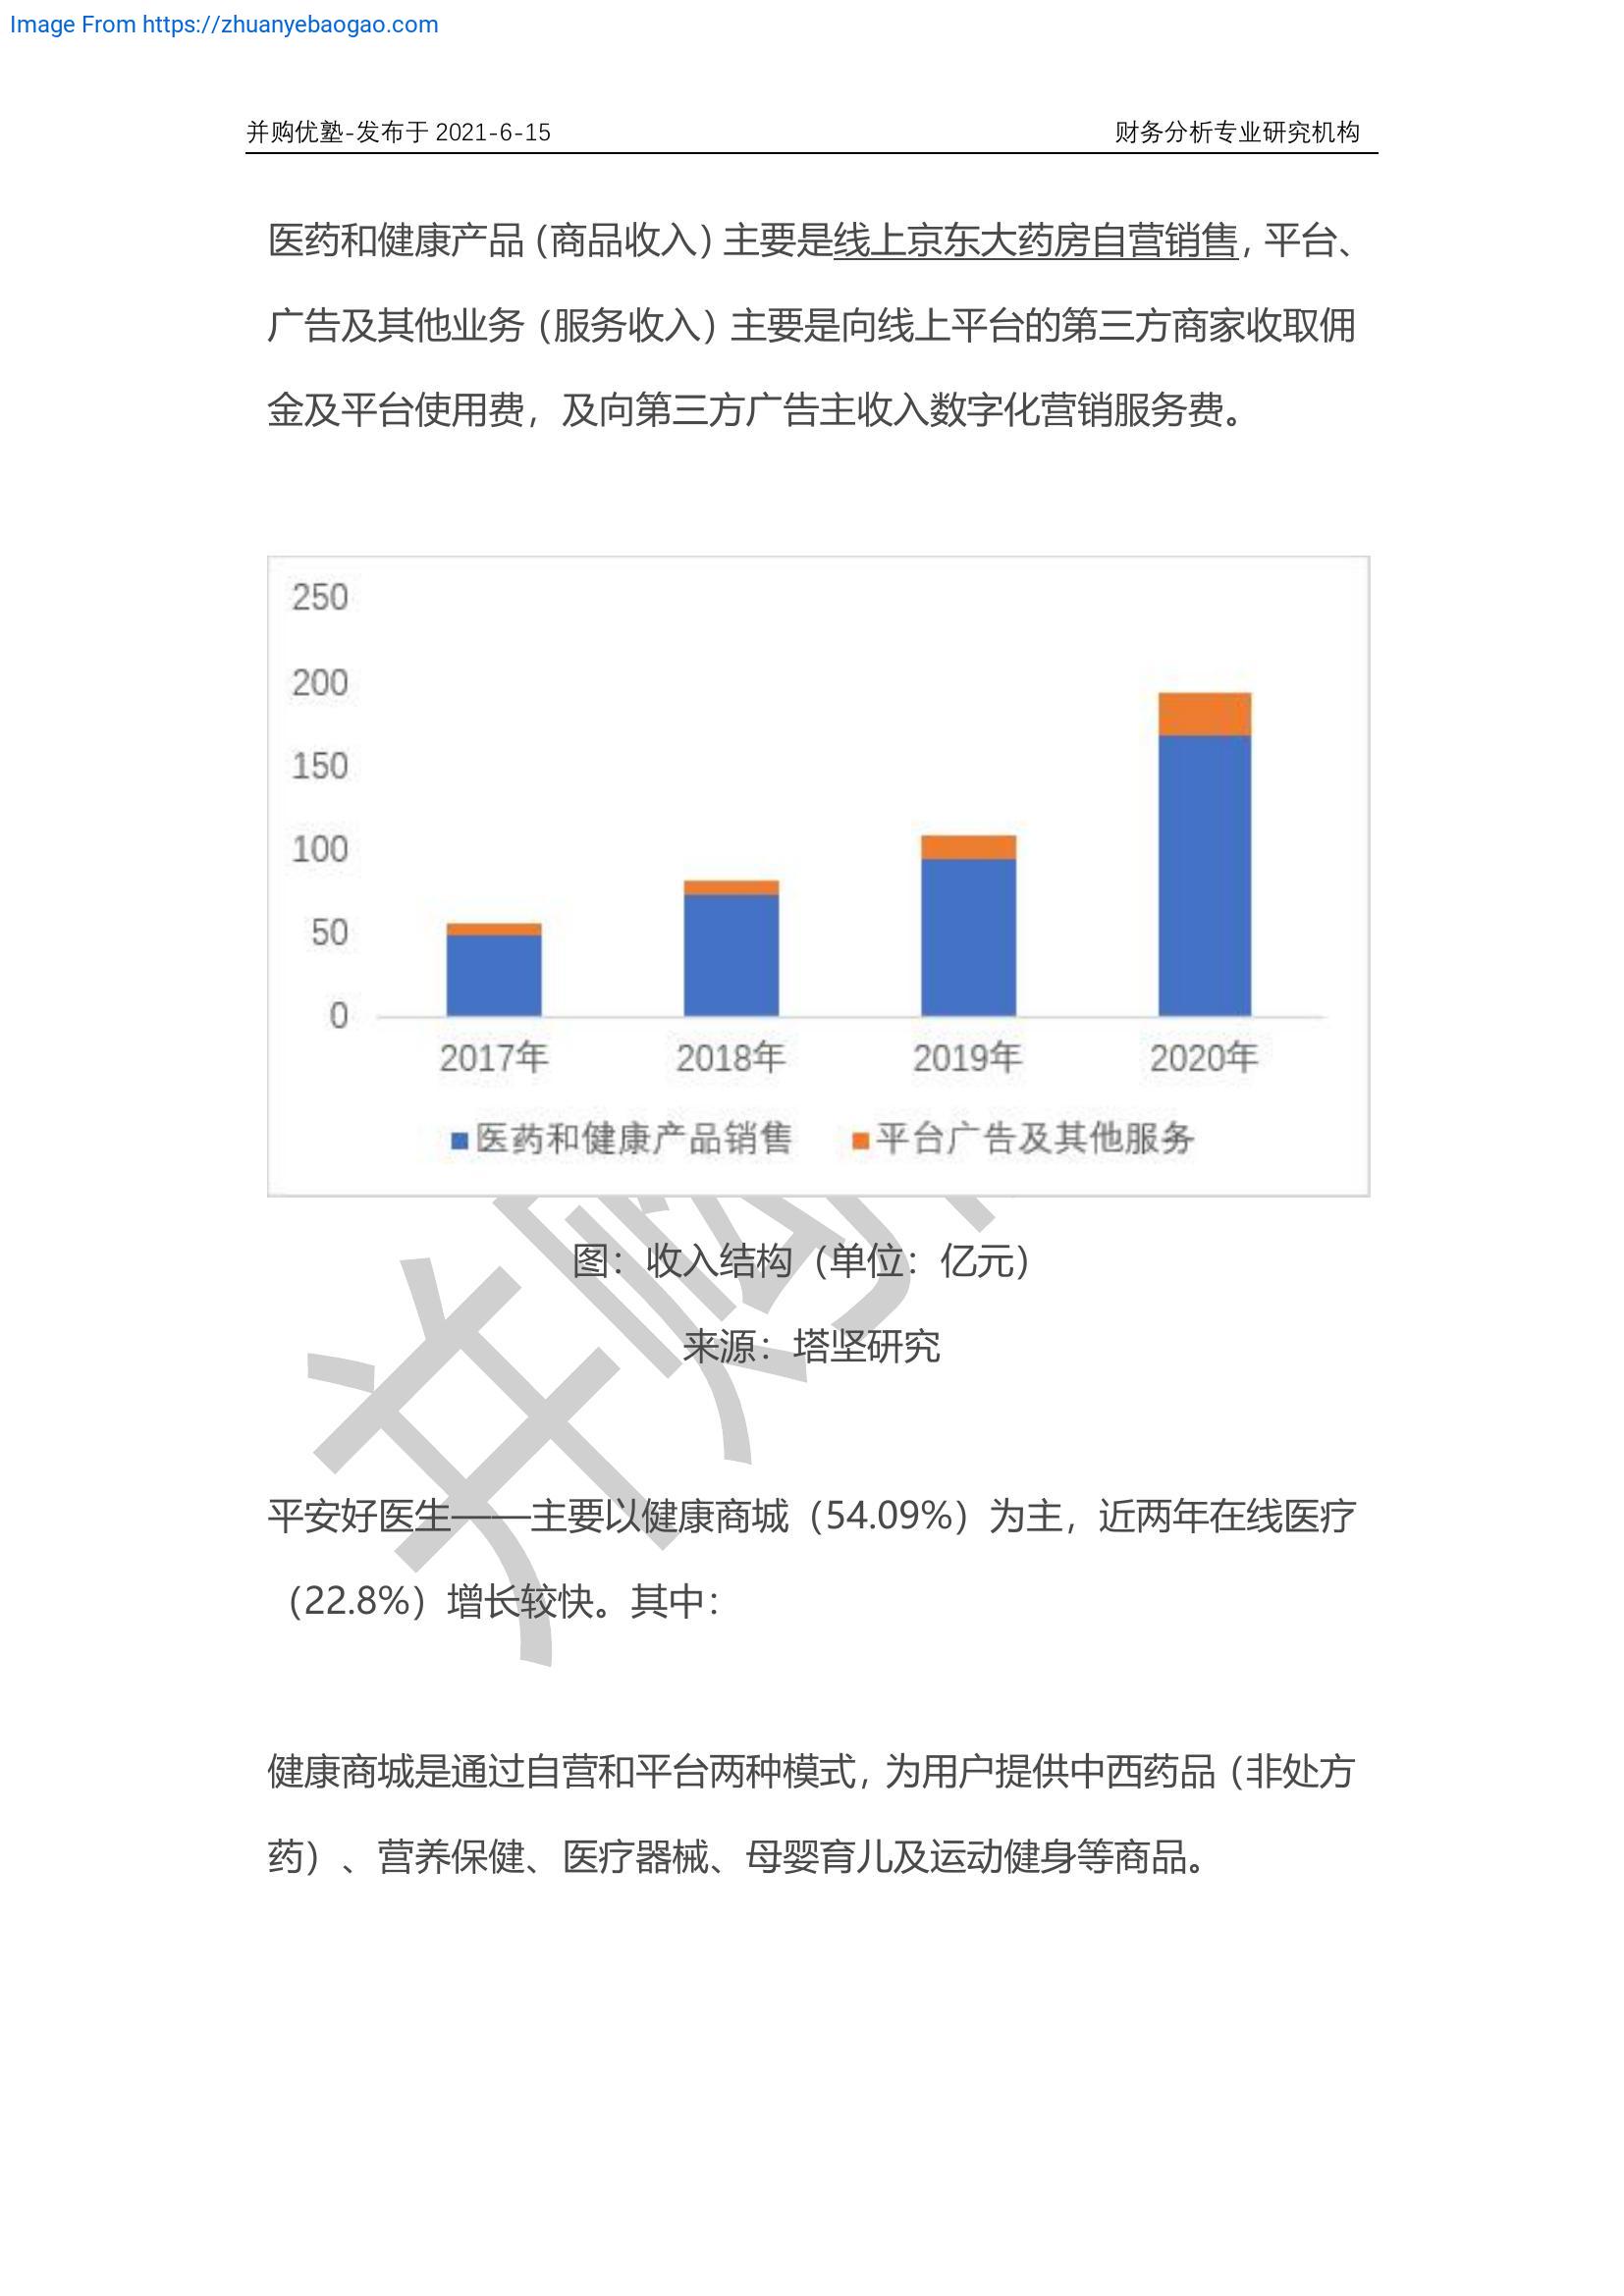 Image From https://zhuanyebaogao.com
并购优塾-发布于 2021-6-15 财务分析专业研究机构
医药和健康产品（商品收入）主要是线上京东大药房自营销售，平台、
广告及其他业务（服务收入）主要是向线上平台的第三方商家收取佣
金及平台使用费，及向第三方广告主收入数字化营销服务费。
250
200
150
100
50
0
2017年 2018年 2019年 2020年
医药和健康产品销售 平台广告及其他服务
图：收入结构（单位：亿元）
来源：塔坚研究
并购
平安好医生——主要以健康商城（54.09%）为主，近两年在线医疗
（22.8%）增长较快。其中：
健康商城是通过自营和平台两种模式，为用户提供中西药品（非处方
药）、营养保健、医疗器械、母婴育儿及运动健身等商品。